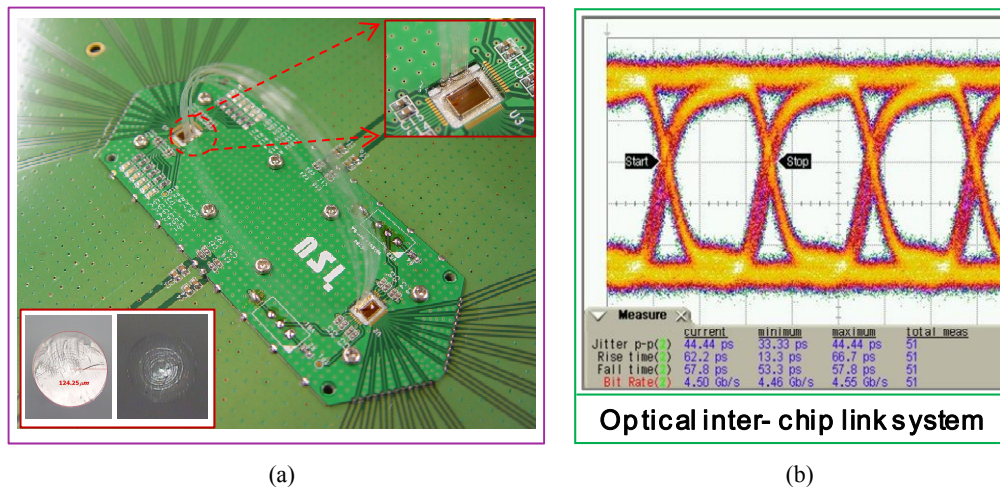 U3
NSL
124.25㎛
Start
Stop
Measure
current minimum maximum total meas
Jitter p-p(2) 44.44 ps 33.33 ps 44.44 ps 51
Rise time(2) 62.2 ps 13.3 ps 66.7 ps 51
Fall time(2) 57.8 ps 53.3 ps 57.8 ps 51
Bit Rate(2) 4.50 Gb/s 4.46 Gb/s 4.55 Gb/s 51
Optical inter- chip link system
(a)
(b)